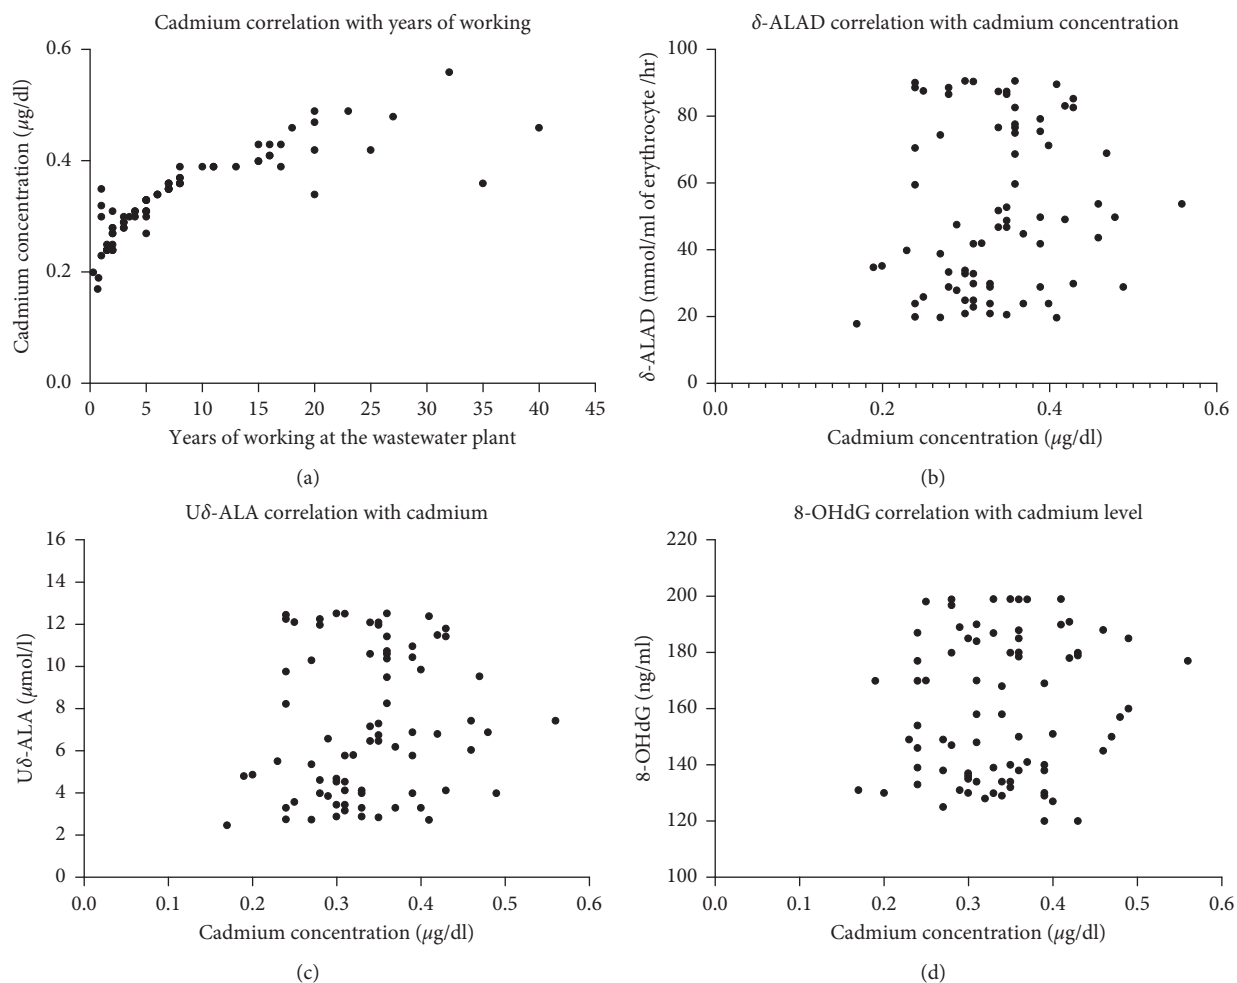 Cadmium correlation with years of working
Cadmium concentration (μg/dl)
0.6
0.4
0.2
0.0
0 5 10 15 20 25 30 35 40 45
Years of working at the wastewater plant
(a)
δ-ALAD correlation with cadmium concentration
δ-ALAD (mmol/ml of erythrocyte /hr)
100
80
60
40
20
0
0.0 0.2 0.4 0.6
Cadmium concentration (μg/dl)
(b)
Uδ-ALA correlation with cadmium
Uδ-ALA (μmol/l)
16
14
12
10
8
6
4
2
0
0.0 0.1 0.2 0.3 0.4 0.5 0.6
Cadmium concentration (μg/dl)
(c)
8-OHdG correlation with cadmium level
8-OHdG (ng/ml)
220
200
180
160
140
120
100
0.0 0.1 0.2 0.3 0.4 0.5 0.6
Cadmium concentration (μg/dl)
(d)